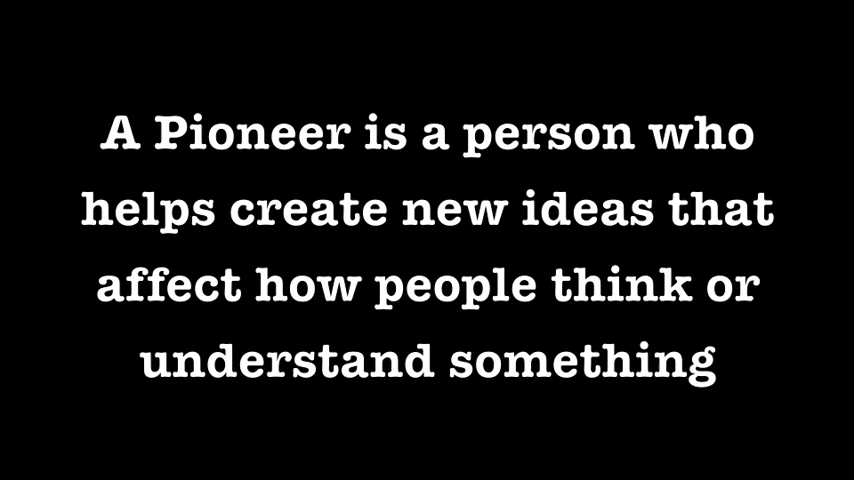 A Pioneer is a person who
helps create new ideas that
affect how people think or
understand something